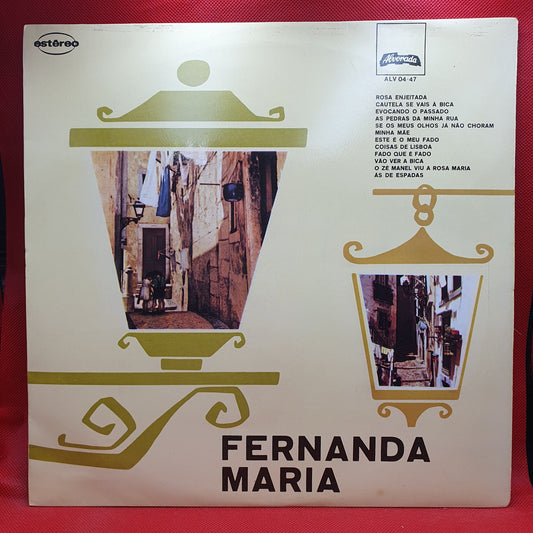 estéreo
Alvorada
ALV 04-47
ROSA ENJEITADA
CAUTELA SE VAIS À BICA
EVOCANDO O PASSADO
AS PEDRAS DA MINHA RUA
SE OS MEUS OLHOS JÁ NÃO CHORAM
MINHA MÃE
ESTE É O MEU FADO
COISAS DE LISBOA
FADO QUE É FADO
VÃO VER A BICA
O ZÉ MANEL VIU A ROSA MARIA
ÁS DE ESPADAS
FERNANDA
MARIA